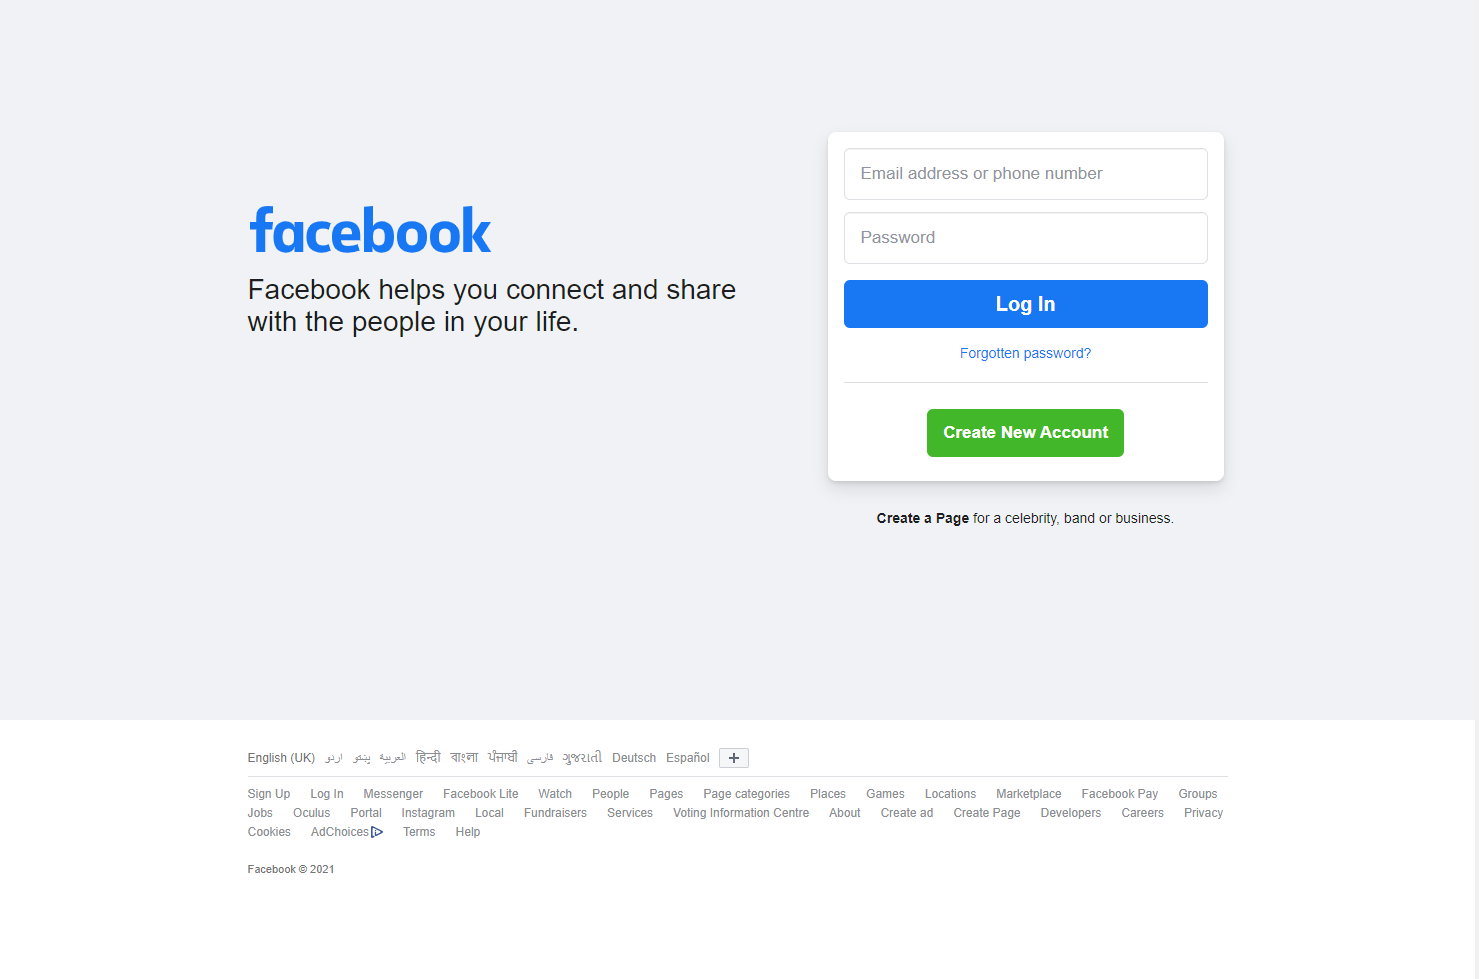 facebook
Facebook helps you connect and share
with the people in your life.
Email address or phone number
Password
Log In
Forgotten password?
Create New Account
Create a Page for a celebrity, band or business.
English (UK) اردو پښتو العربية हिन्दी বাংলা ਪੰਜਾਬੀ فارسی ગુજરાતી Deutsch Español
Sign Up Log In Messenger Facebook Lite Watch People Pages Page categories Places Games Locations Marketplace Facebook Pay Groups
Jobs Oculus Portal Instagram Local Fundraisers Services Voting Information Centre About Create ad Create Page Developers Careers Privacy
Cookies AdChoices Terms Help
Facebook © 2021